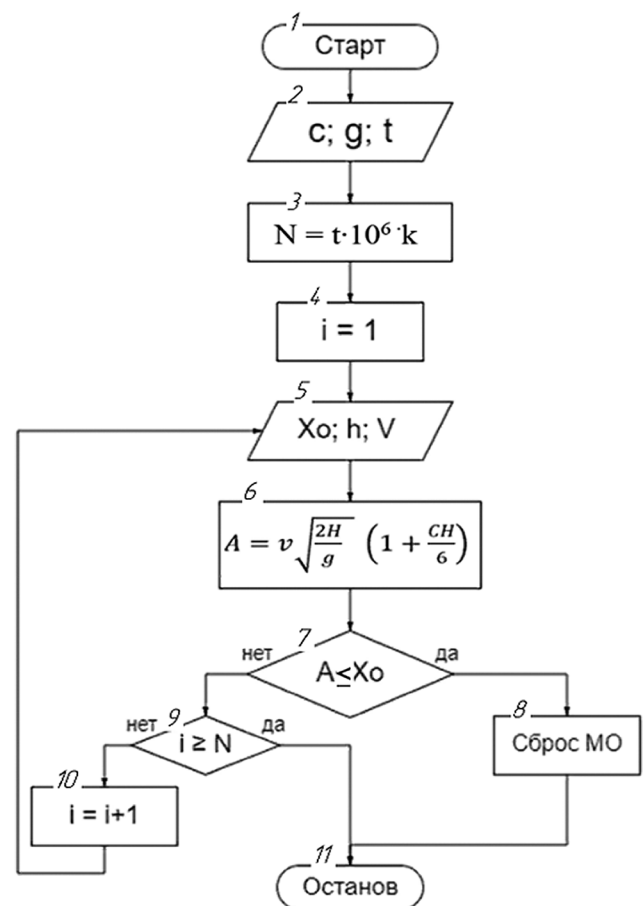 1
Старт
2
c; g; t
3
N = t·10⁶·k
4
i = 1
5
Xo; h; V
6
A = v√(2H/g) (1 + CH/6)
7
нет
да
A≤Xo
8
Сброс МО
9
нет
да
i ≥ N
10
i = i+1
11
Останов